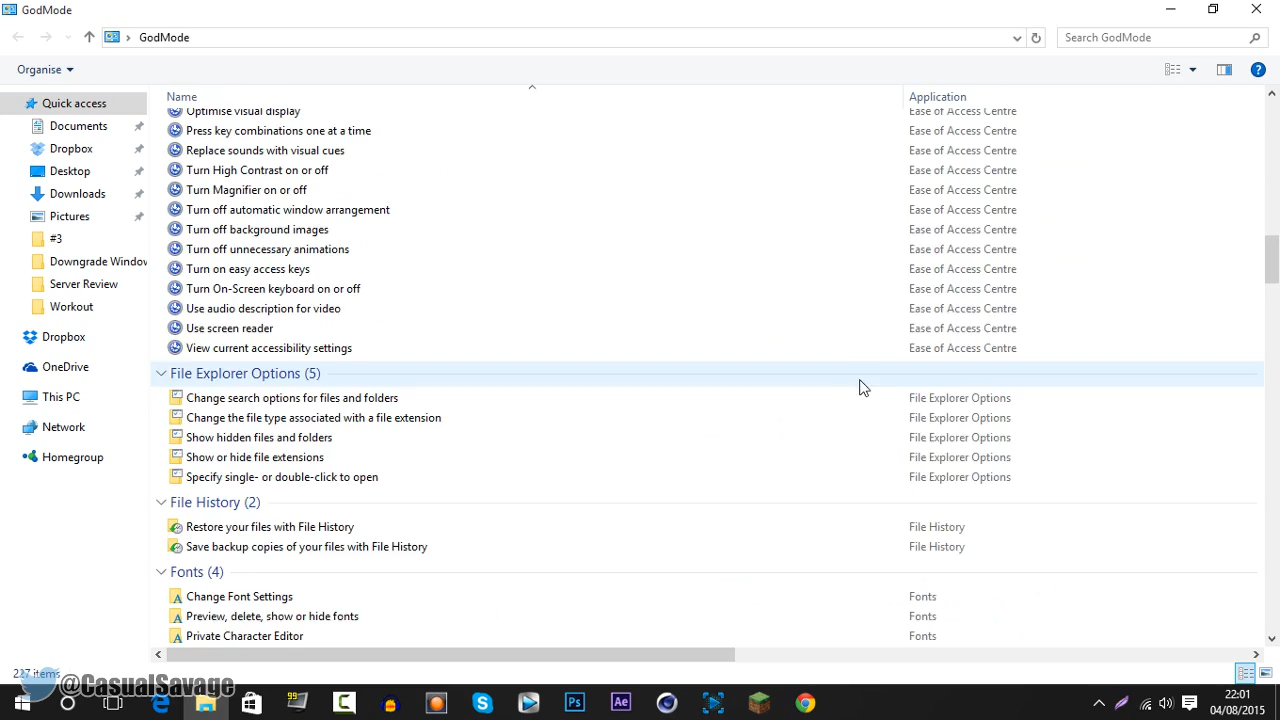 GodMode
GodMode
Search GodMode
Organise
Name
Application
Quick access
Documents
Dropbox
Desktop
Downloads
Pictures
#3
Downgrade Window
Server Review
Workout
Dropbox
OneDrive
This PC
Network
Homegroup
Optimise visual display Ease of Access Centre
Press key combinations one at a time Ease of Access Centre
Replace sounds with visual cues Ease of Access Centre
Turn High Contrast on or off Ease of Access Centre
Turn Magnifier on or off Ease of Access Centre
Turn off automatic window arrangement Ease of Access Centre
Turn off background images Ease of Access Centre
Turn off unnecessary animations Ease of Access Centre
Turn on easy access keys Ease of Access Centre
Turn On-Screen keyboard on or off Ease of Access Centre
Use audio description for video Ease of Access Centre
Use screen reader Ease of Access Centre
View current accessibility settings Ease of Access Centre
File Explorer Options (5)
Change search options for files and folders File Explorer Options
Change the file type associated with a file extension File Explorer Options
Show hidden files and folders File Explorer Options
Show or hide file extensions File Explorer Options
Specify single- or double-click to open File Explorer Options
File History (2)
Restore your files with File History File History
Save backup copies of your files with File History File History
Fonts (4)
Change Font Settings Fonts
Preview, delete, show or hide fonts Fonts
Private Character Editor Fonts
227 items
@CasualSavage
99
Ps
Ae
22:01
04/08/2015